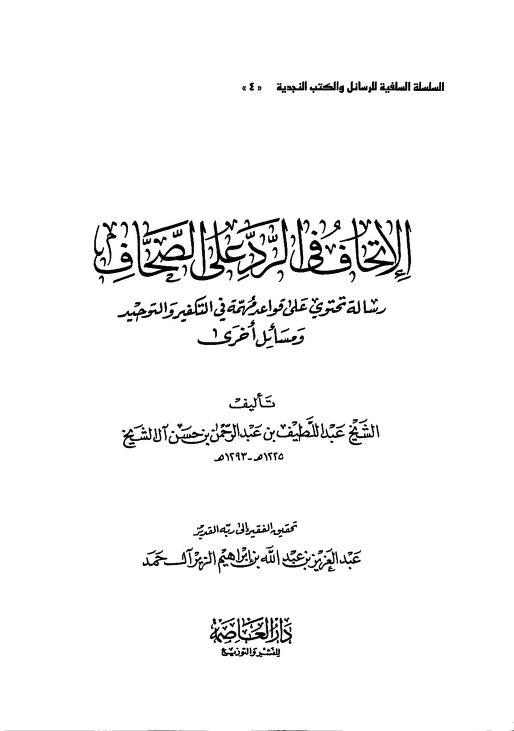 السلسلة السلفية للرسائل والكتب النجدية « ٤ »
الإتحاف في الرد على الصحاف
رسالة تحتوي على قواعد مهمة في التكفير والتوحيد
ومسائل أخرى
تأليف
الشيخ عبد اللطيف بن عبد الرحمن بن حسن آل الشيخ
١٢٢٥هـ - ١٢٩٣هـ
تحقيق الفقير إلى ربه القدير
عبد العزيز بن عبد الله بن إبراهيم الزير آل حمد
دار العاصمة
للنشر والتوزيع